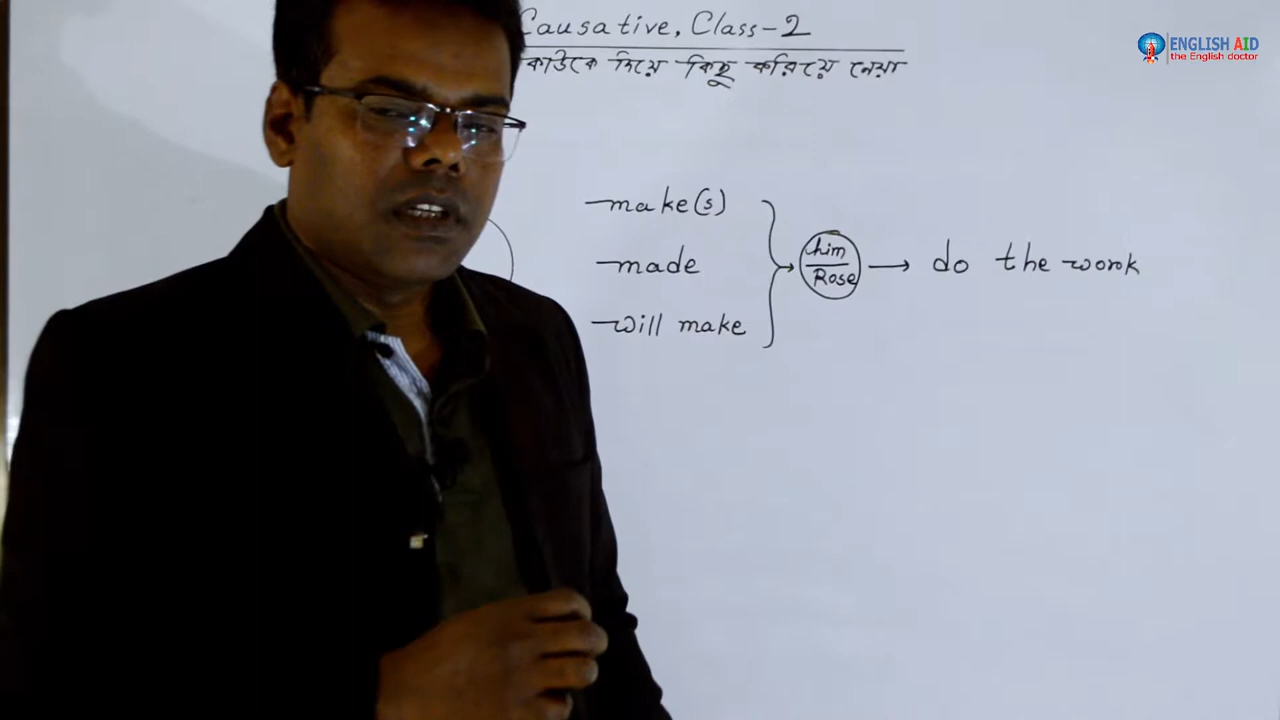 Causative, Class-2
কাউকে দিয়ে কিছু করিয়ে নেয়া
ENGLISH AID
the English doctor
make(s)
made
will make
him
Rose
do the work